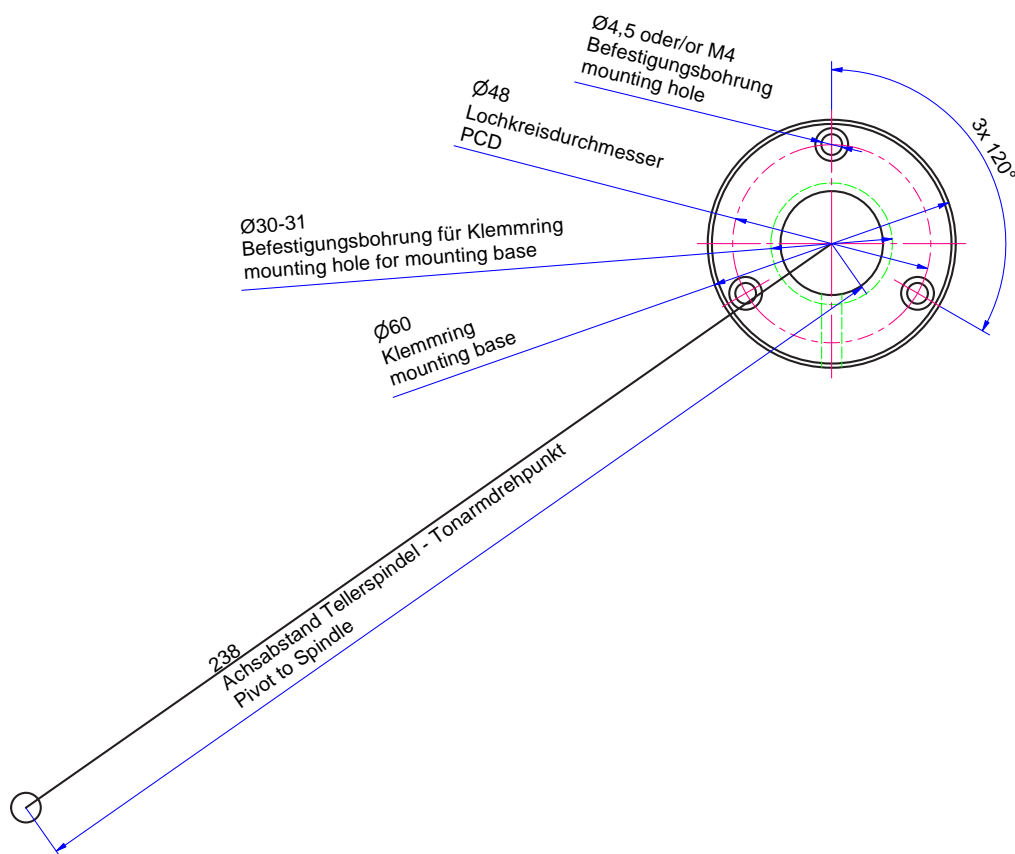 Ø4,5 oder/or M4
Befestigungsbohrung
mounting hole
Ø48
Lochkreisdurchmesser
PCD
3x 120°
Ø30-31
Befestigungsbohrung für Klemmring
mounting hole for mounting base
Ø60
Klemmring
mounting base
238
Achsabstand Tellerspindel - Tonarmdrehpunkt
Pivot to Spindle